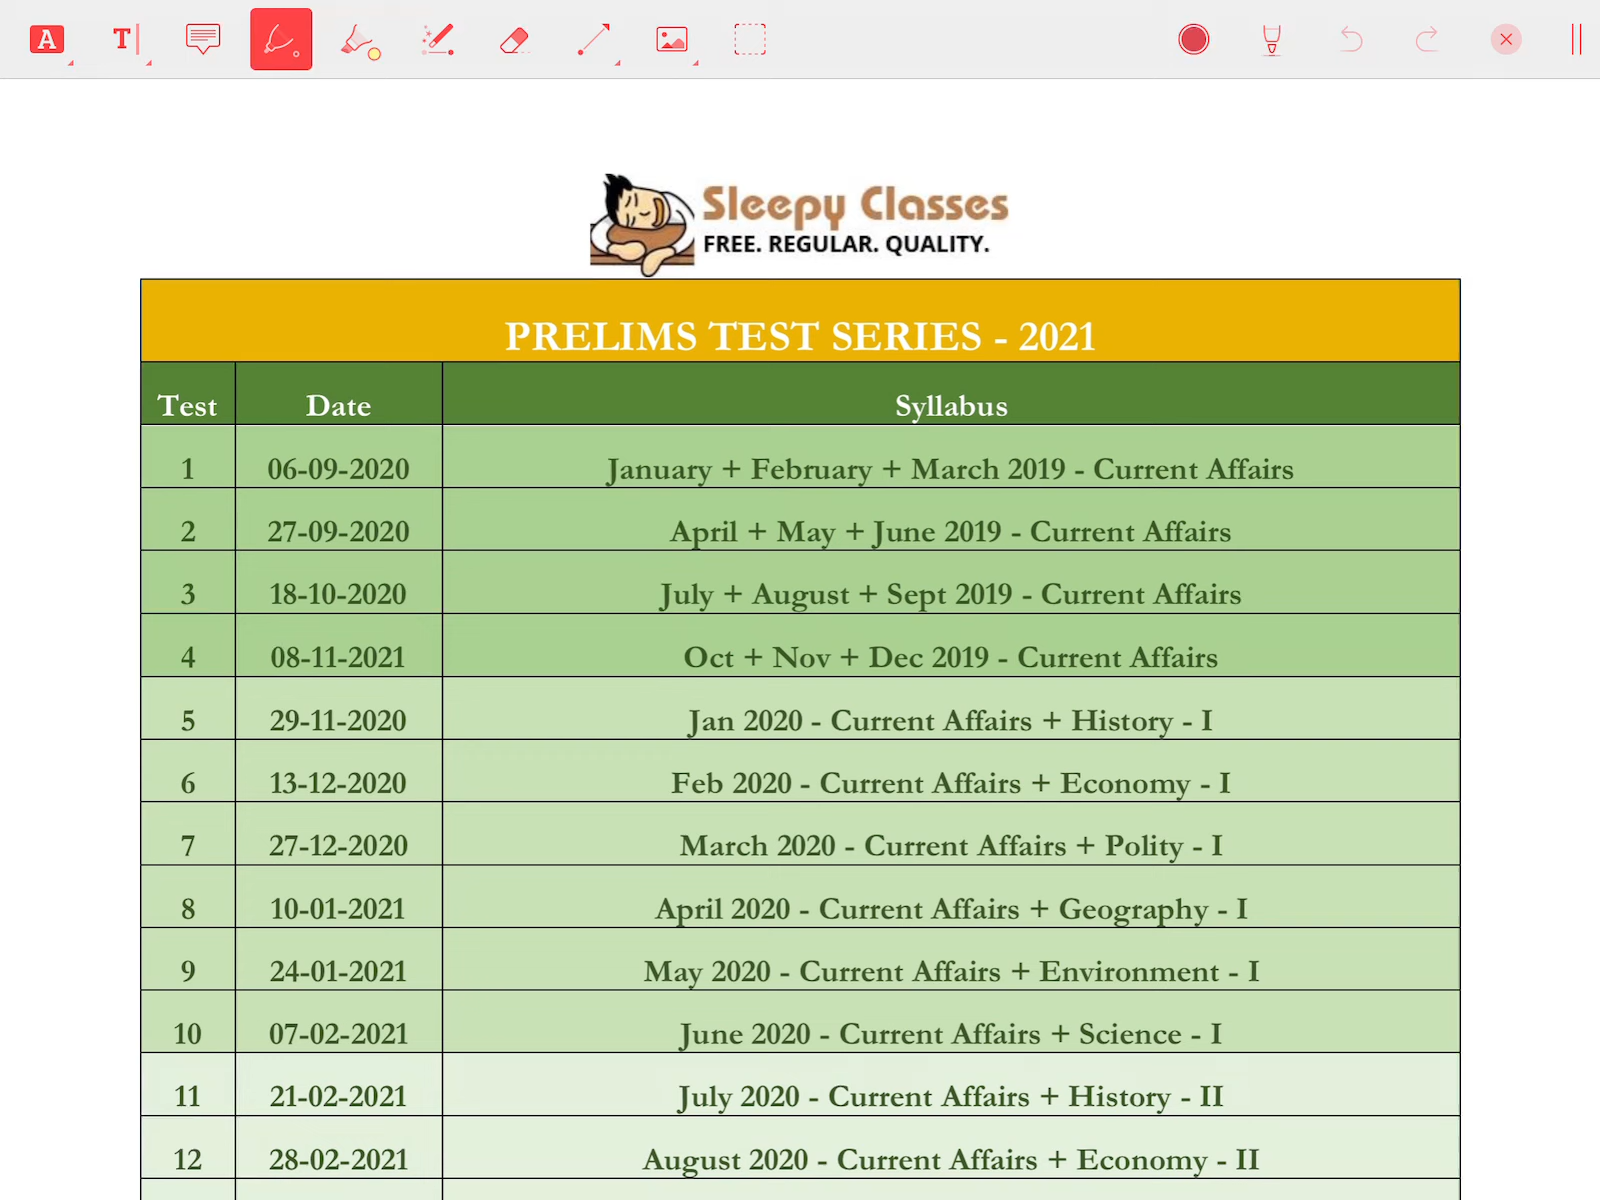 A
T
Sleepy Classes
FREE. REGULAR. QUALITY.
PRELIMS TEST SERIES - 2021
Test Date Syllabus
1 06-09-2020 January + February + March 2019 - Current Affairs
2 27-09-2020 April + May + June 2019 - Current Affairs
3 18-10-2020 July + August + Sept 2019 - Current Affairs
4 08-11-2021 Oct + Nov + Dec 2019 - Current Affairs
5 29-11-2020 Jan 2020 - Current Affairs + History - I
6 13-12-2020 Feb 2020 - Current Affairs + Economy - I
7 27-12-2020 March 2020 - Current Affairs + Polity - I
8 10-01-2021 April 2020 - Current Affairs + Geography - I
9 24-01-2021 May 2020 - Current Affairs + Environment - I
10 07-02-2021 June 2020 - Current Affairs + Science - I
11 21-02-2021 July 2020 - Current Affairs + History - II
12 28-02-2021 August 2020 - Current Affairs + Economy - II